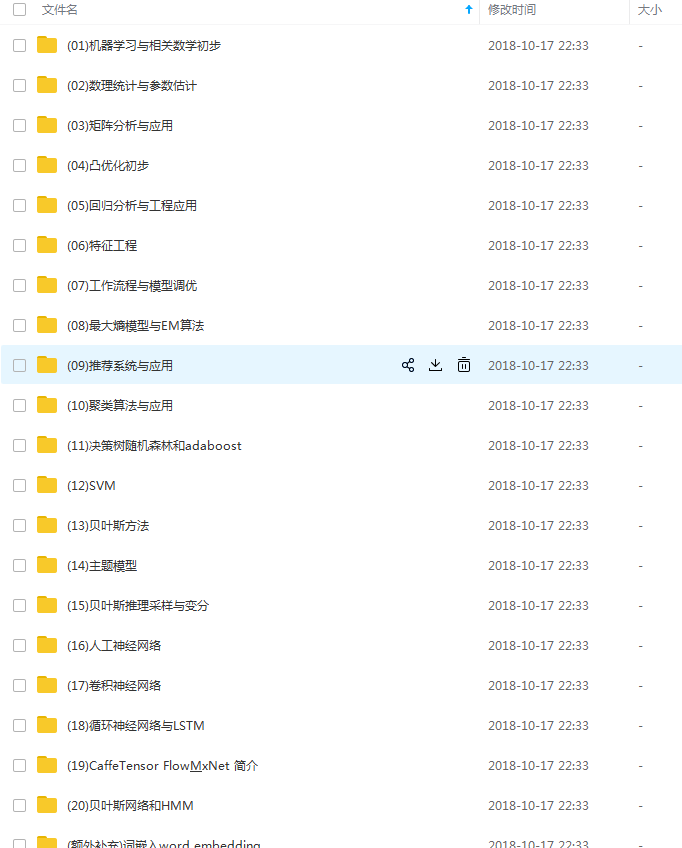 文件名 修改时间 大小
(01)机器学习与相关数学初步 2018-10-17 22:33 -
(02)数理统计与参数估计 2018-10-17 22:33 -
(03)矩阵分析与应用 2018-10-17 22:33 -
(04)凸优化初步 2018-10-17 22:33 -
(05)回归分析与工程应用 2018-10-17 22:33 -
(06)特征工程 2018-10-17 22:33 -
(07)工作流程与模型调优 2018-10-17 22:33 -
(08)最大熵模型与EM算法 2018-10-17 22:33 -
(09)推荐系统与应用 2018-10-17 22:33 -
(10)聚类算法与应用 2018-10-17 22:33 -
(11)决策树随机森林和adaboost 2018-10-17 22:33 -
(12)SVM 2018-10-17 22:33 -
(13)贝叶斯方法 2018-10-17 22:33 -
(14)主题模型 2018-10-17 22:33 -
(15)贝叶斯推理采样与变分 2018-10-17 22:33 -
(16)人工神经网络 2018-10-17 22:33 -
(17)卷积神经网络 2018-10-17 22:33 -
(18)循环神经网络与LSTM 2018-10-17 22:33 -
(19)CaffeTensor FlowMxNet 简介 2018-10-17 22:33 -
(20)贝叶斯网络和HMM 2018-10-17 22:33 -
(额外补充)词嵌入word embedding 2018-10-17 22:33 -